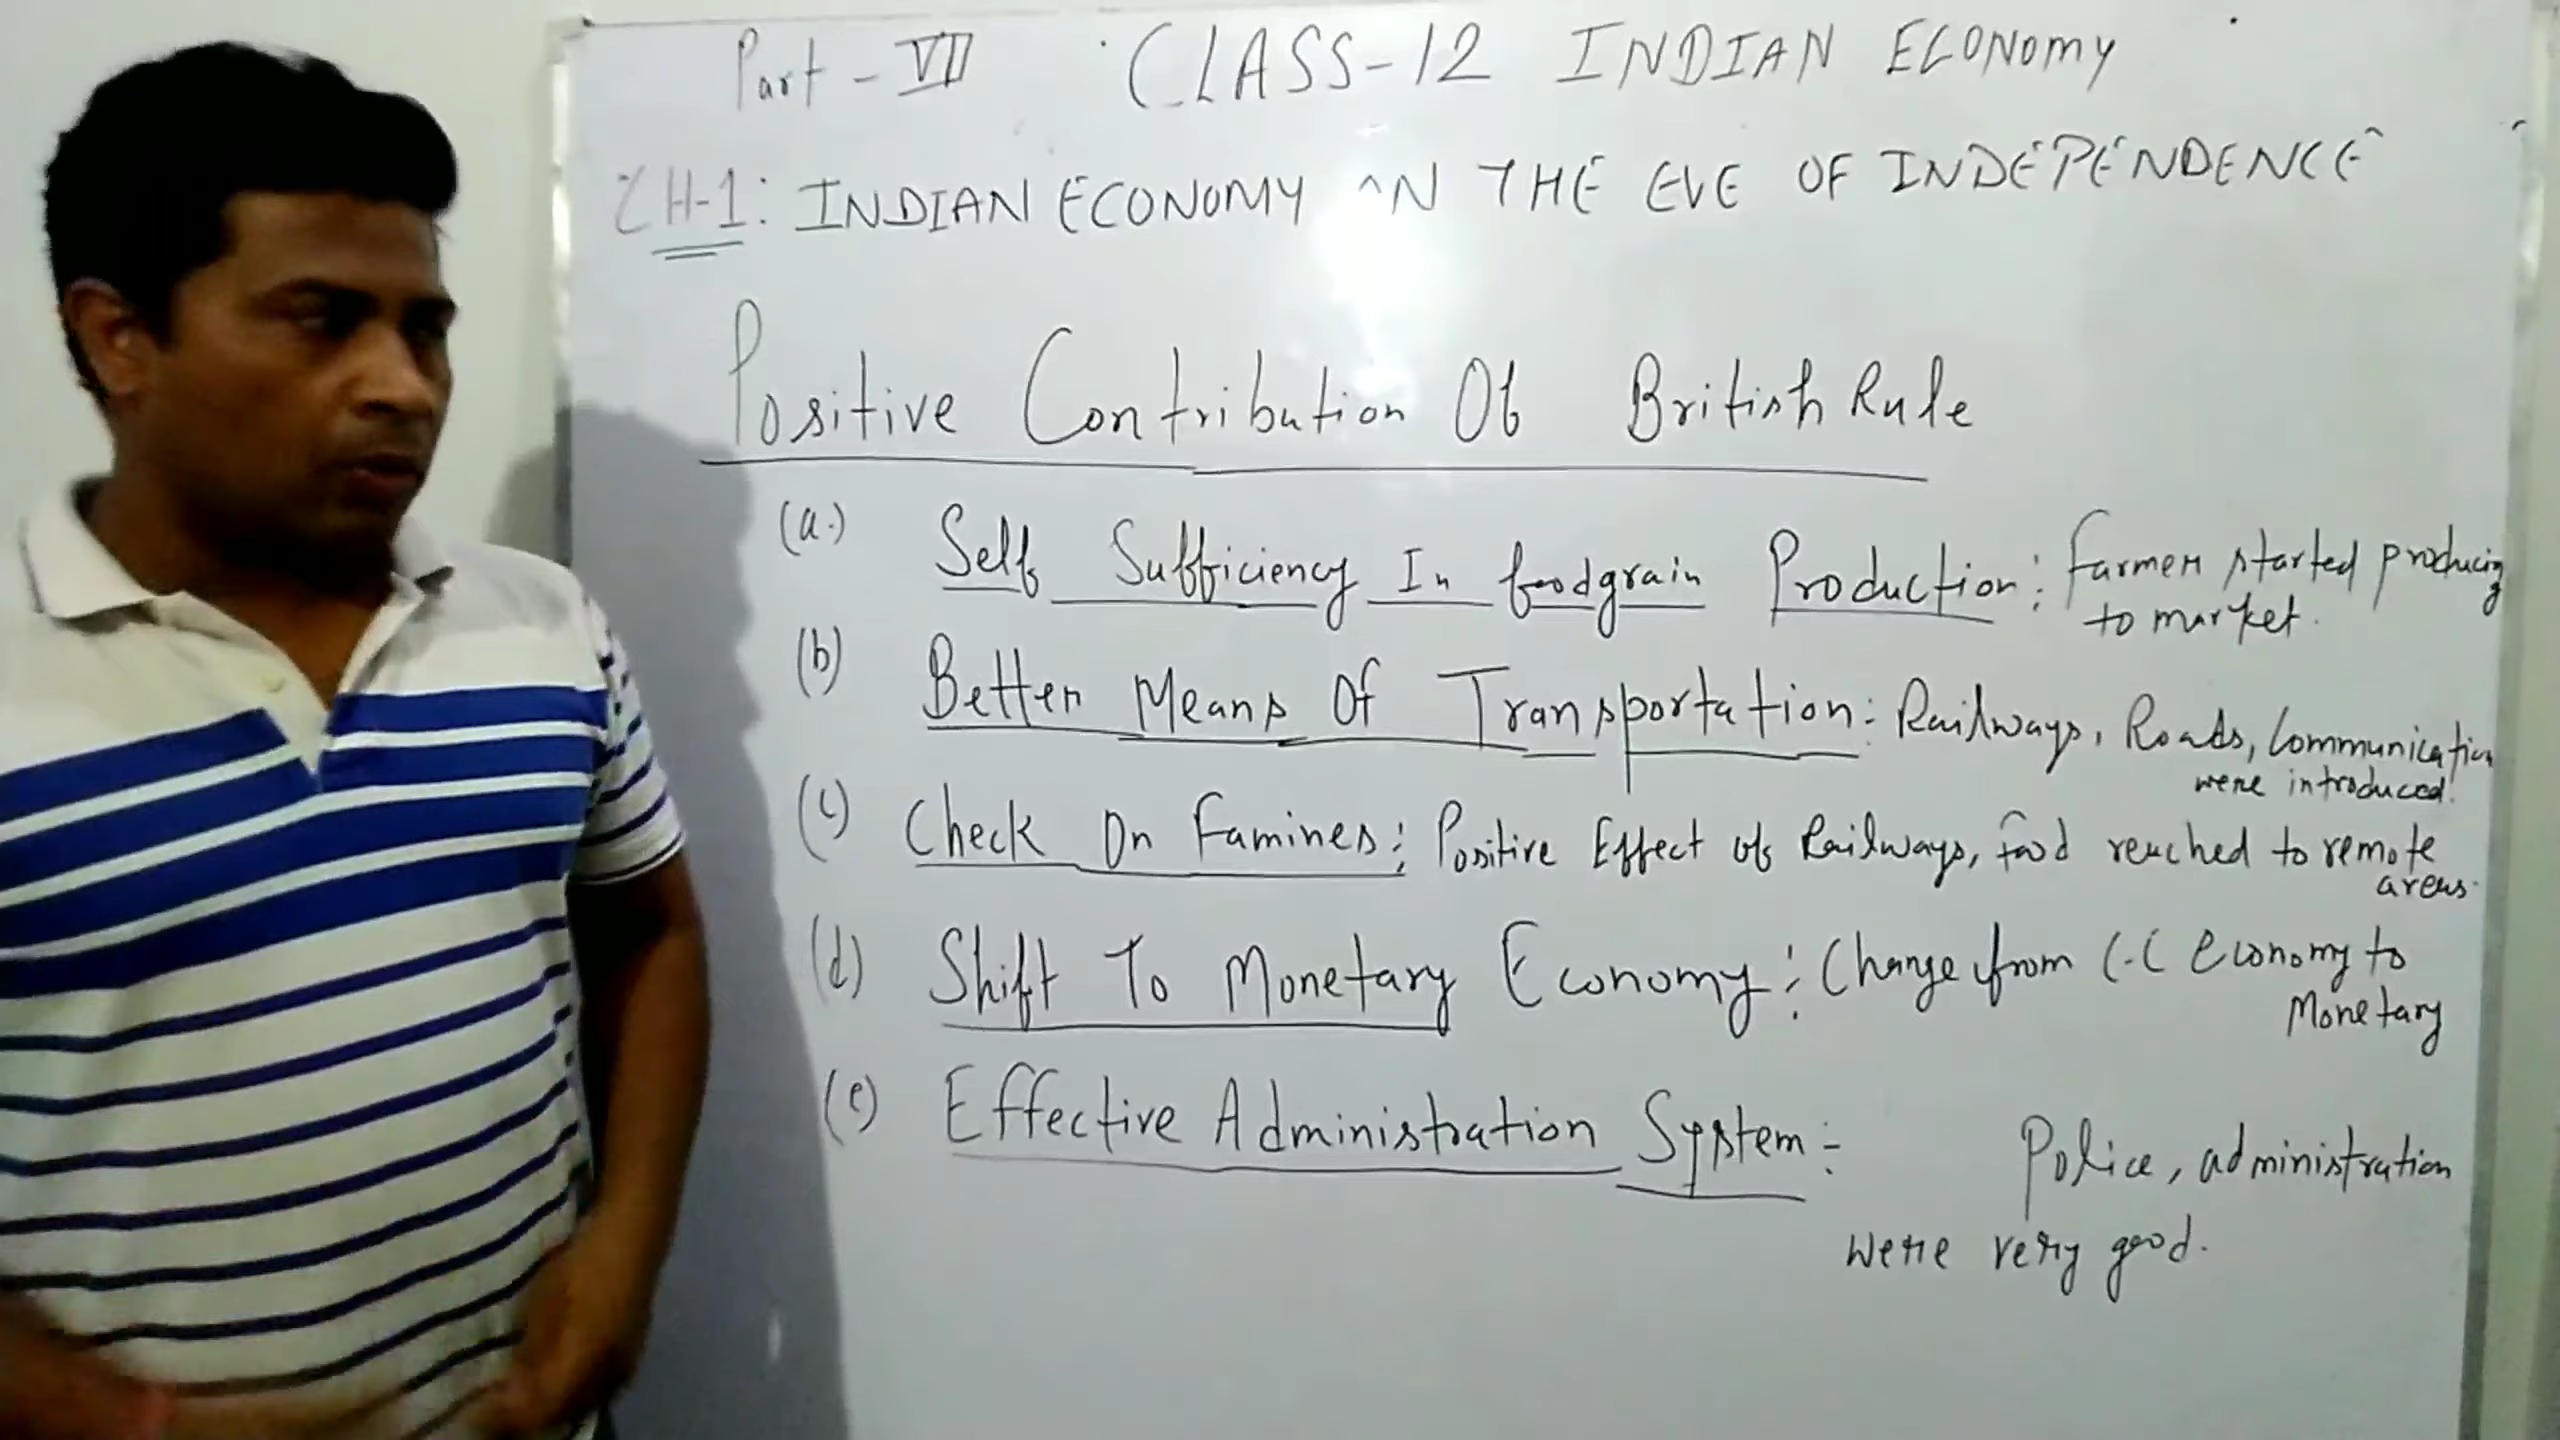 Part - VII CLASS-12 INDIAN ECONOMY
CH-1: INDIAN ECONOMY ON THE EVE OF INDEPENDENCE
Positive Contribution Of British Rule
(a.) Self Sufficiency In foodgrain Production: Farmers started producing
to market.
(b) Better Means Of Transportation: Railways, Roads, Communication
were introduced.
(c) Check On Famines: Positive Effect of Railways, food reached to remote
areas.
(d) Shift To Monetary Economy: Change from C.C economy to
Monetary
(e) Effective Administration System: Police, administration
were very good.